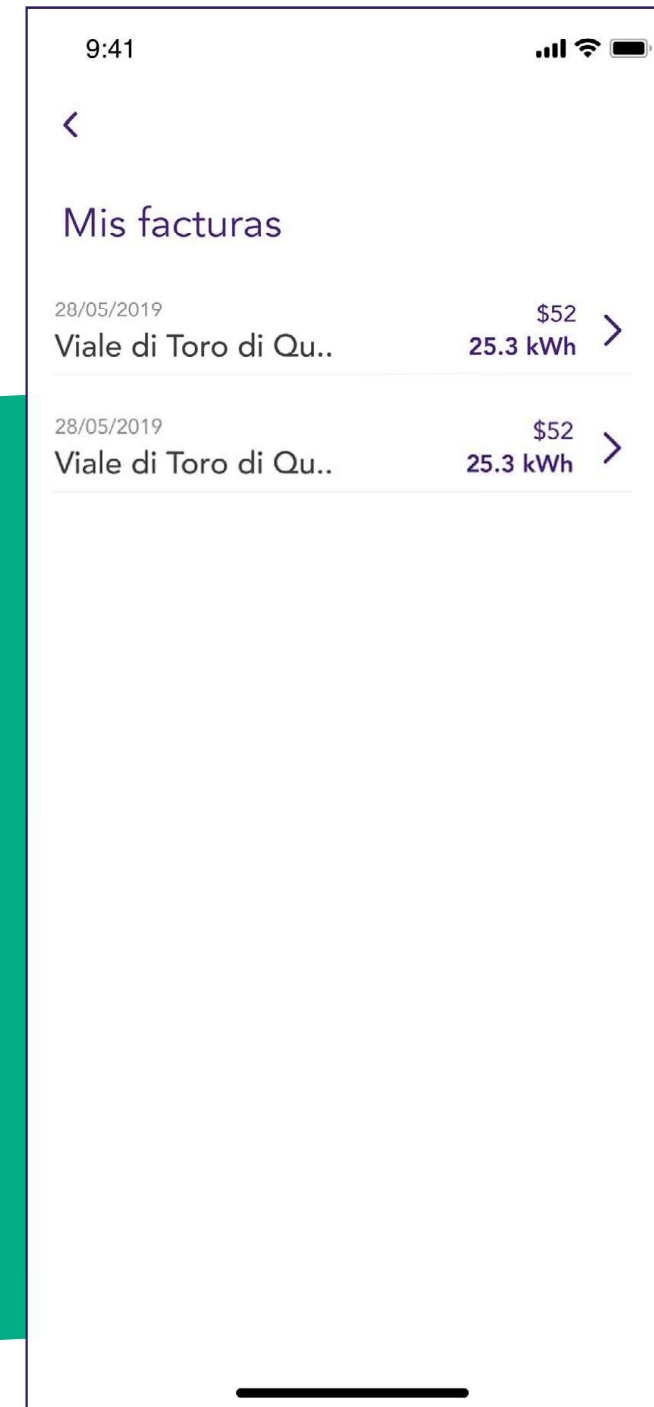 9:41
Mis facturas
28/05/2019
$52
Viale di Toro di Qu..
25.3 kWh
28/05/2019
$52
Viale di Toro di Qu..
25.3 kWh